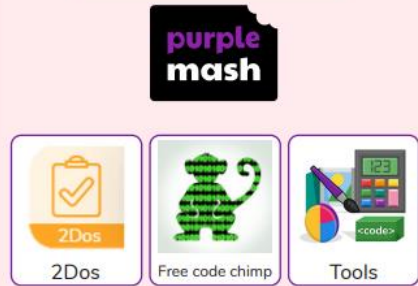 purple
mash
2Dos
123
<code>
2Dos
Free code chimp
Tools